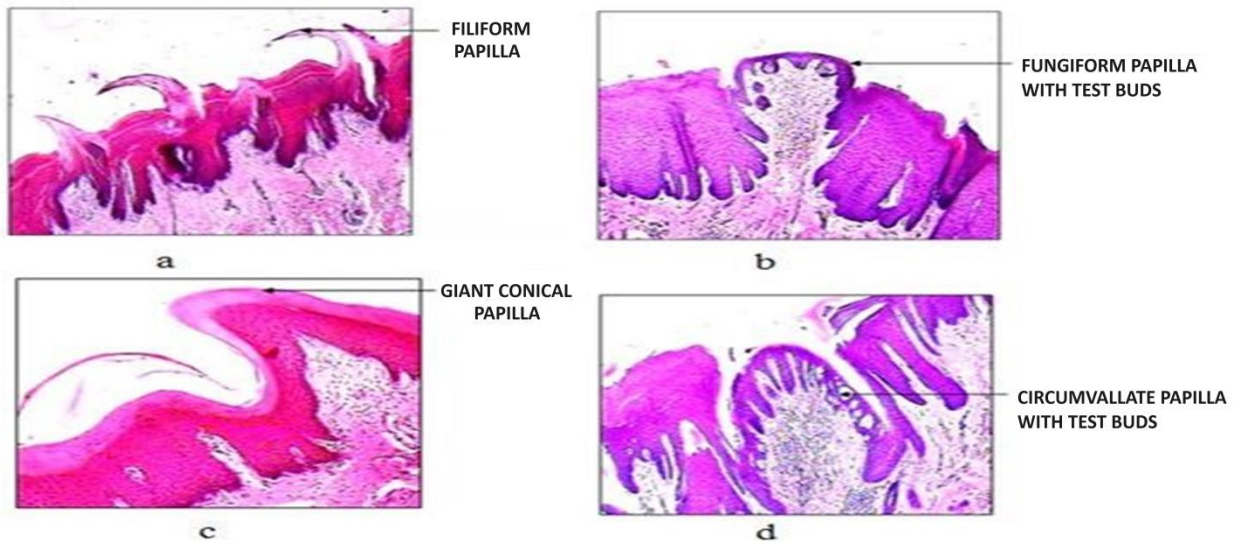 FILIFORM
PAPILLA
a
FUNGIFORM PAPILLA
WITH TEST BUDS
b
GIANT CONICAL
PAPILLA
c
CIRCUMVALLATE PAPILLA
WITH TEST BUDS
d